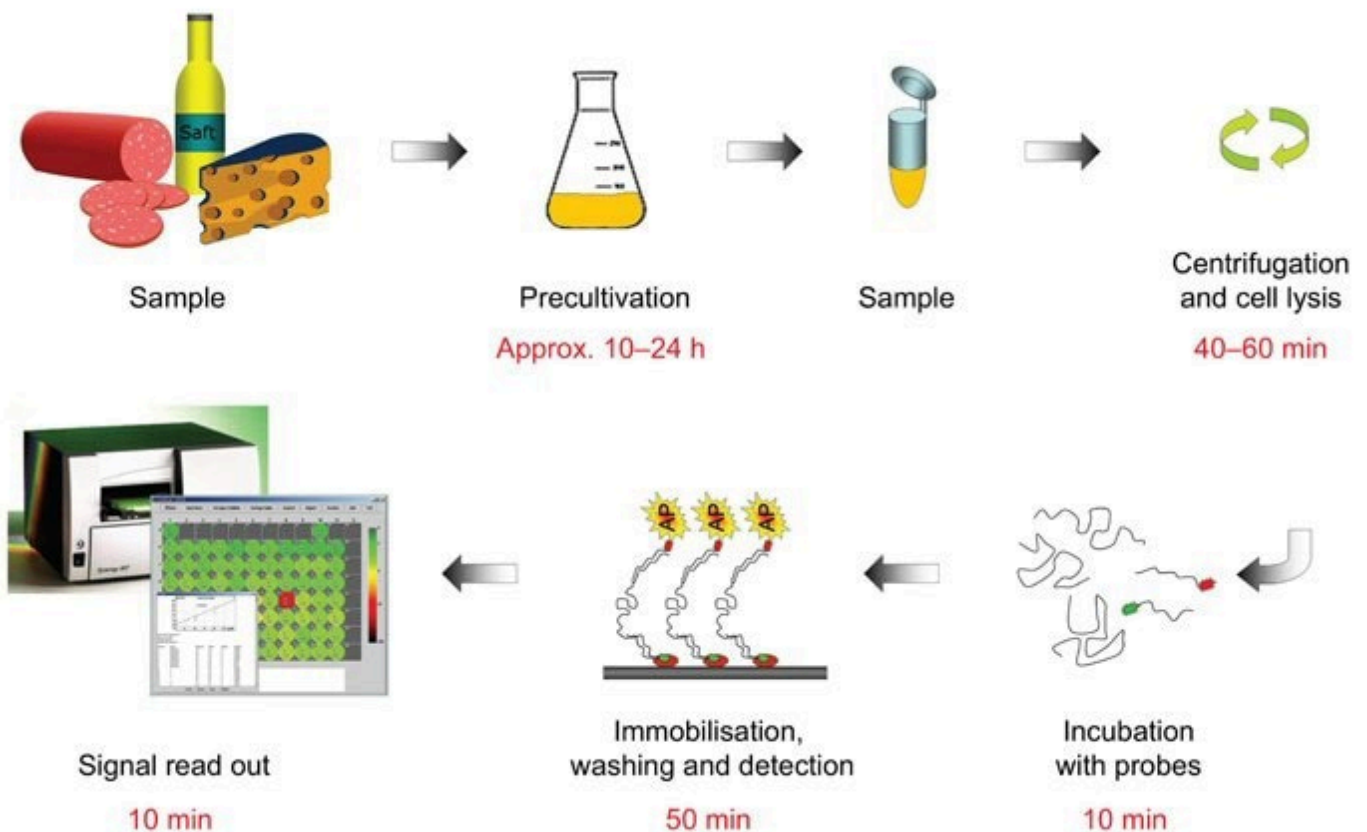 Saft
Sample
Precultivation
Approx. 10–24 h
Sample
Centrifugation
and cell lysis
40–60 min
AP AP AP
Signal read out
10 min
Immobilisation,
washing and detection
50 min
Incubation
with probes
10 min